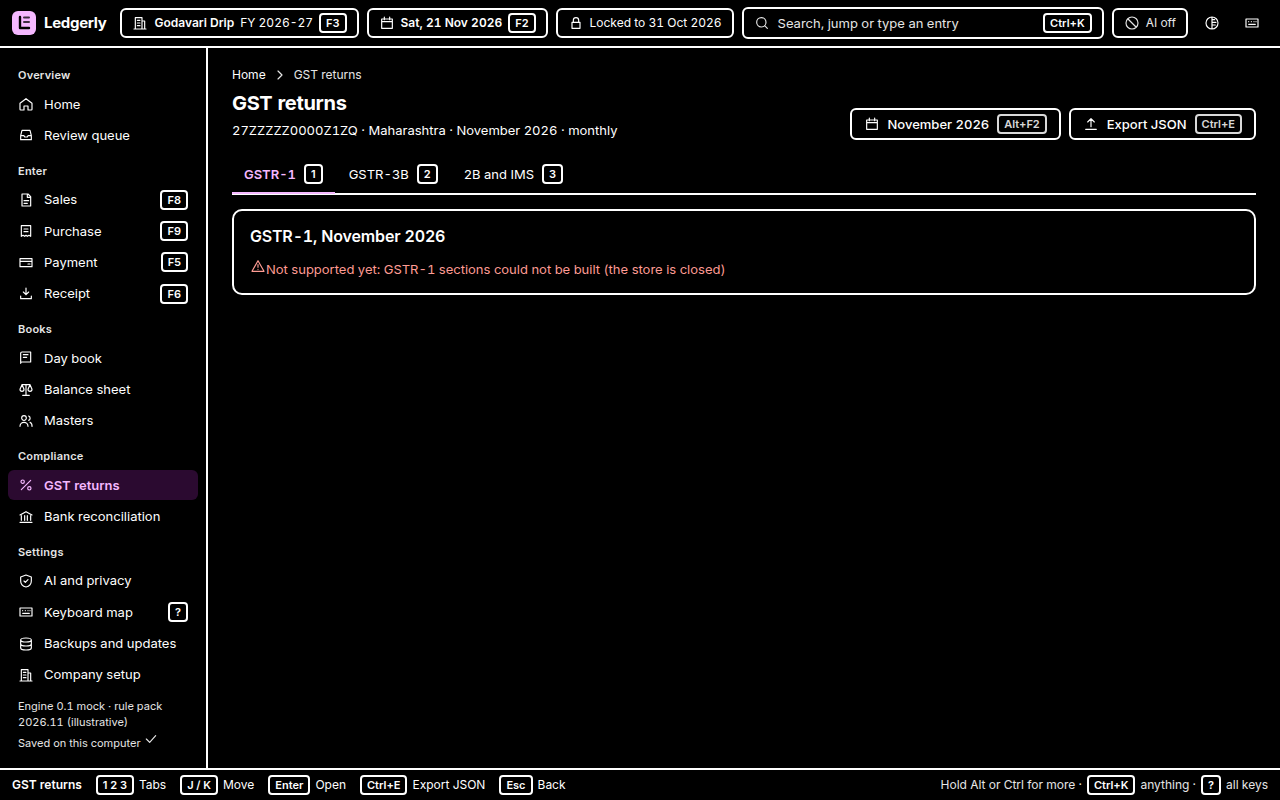 Ledgerly
Godavari Drip FY 2026-27 F3
Sat, 21 Nov 2026 F2
Locked to 31 Oct 2026
Search, jump or type an entry Ctrl+K
AI off
Overview
Home
Review queue
Enter
Sales F8
Purchase F9
Payment F5
Receipt F6
Books
Day book
Balance sheet
Masters
Compliance
GST returns
Bank reconciliation
Settings
AI and privacy
Keyboard map ?
Backups and updates
Company setup
Engine 0.1 mock · rule pack
2026.11 (illustrative)
Saved on this computer
Home > GST returns
GST returns
27ZZZZZ0000Z1ZQ · Maharashtra · November 2026 · monthly
November 2026 Alt+F2
Export JSON Ctrl+E
GSTR-1 1 GSTR-3B 2 2B and IMS 3
GSTR-1, November 2026
Not supported yet: GSTR-1 sections could not be built (the store is closed)
GST returns 1 2 3 Tabs J / K Move Enter Open Ctrl+E Export JSON Esc Back
Hold Alt or Ctrl for more · Ctrl+K anything · ? all keys